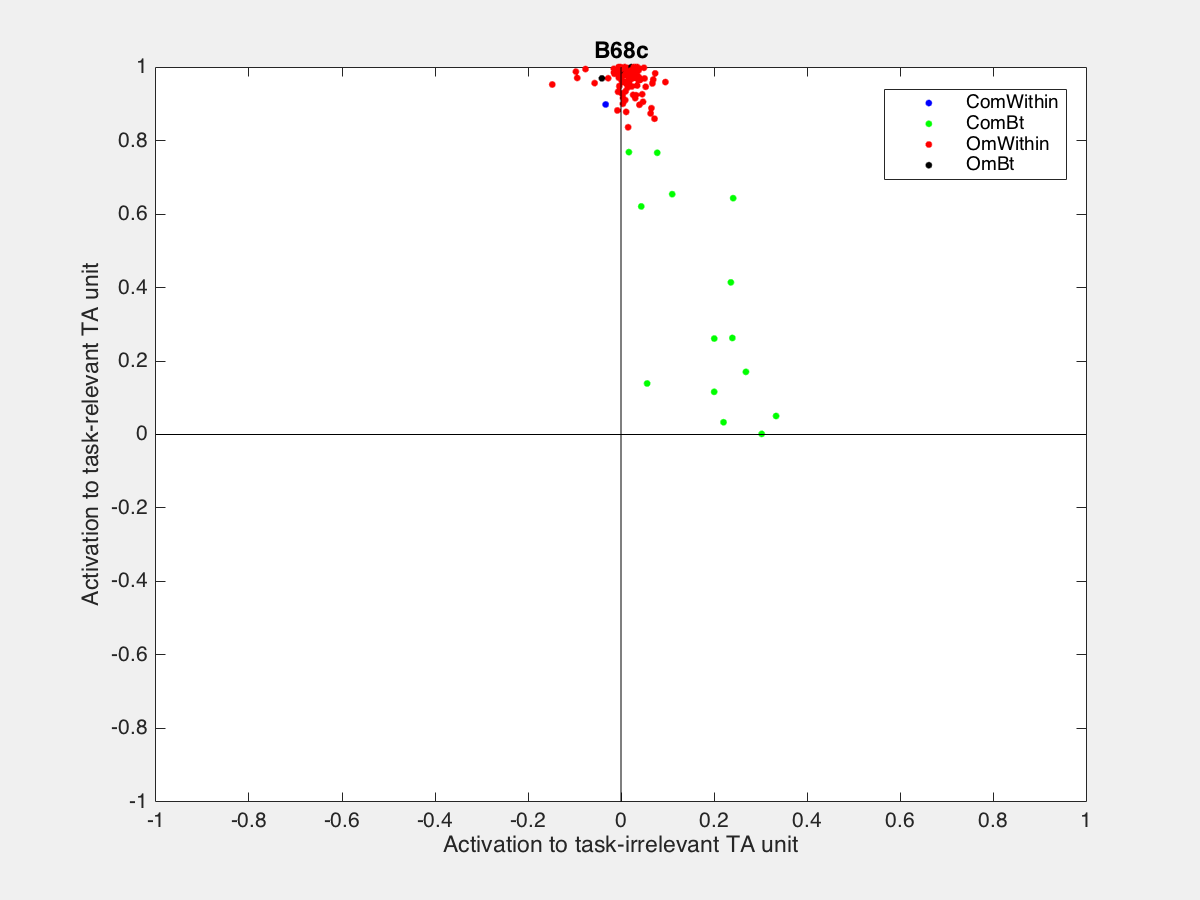 B68c
1
0.8
0.6
0.4
0.2
0
-0.2
-0.4
-0.6
-0.8
-1
Activation to task-relevant TA unit
ComWithin
ComBt
OmWithin
OmBt
-1 -0.8 -0.6 -0.4 -0.2 0 0.2 0.4 0.6 0.8 1
Activation to task-irrelevant TA unit